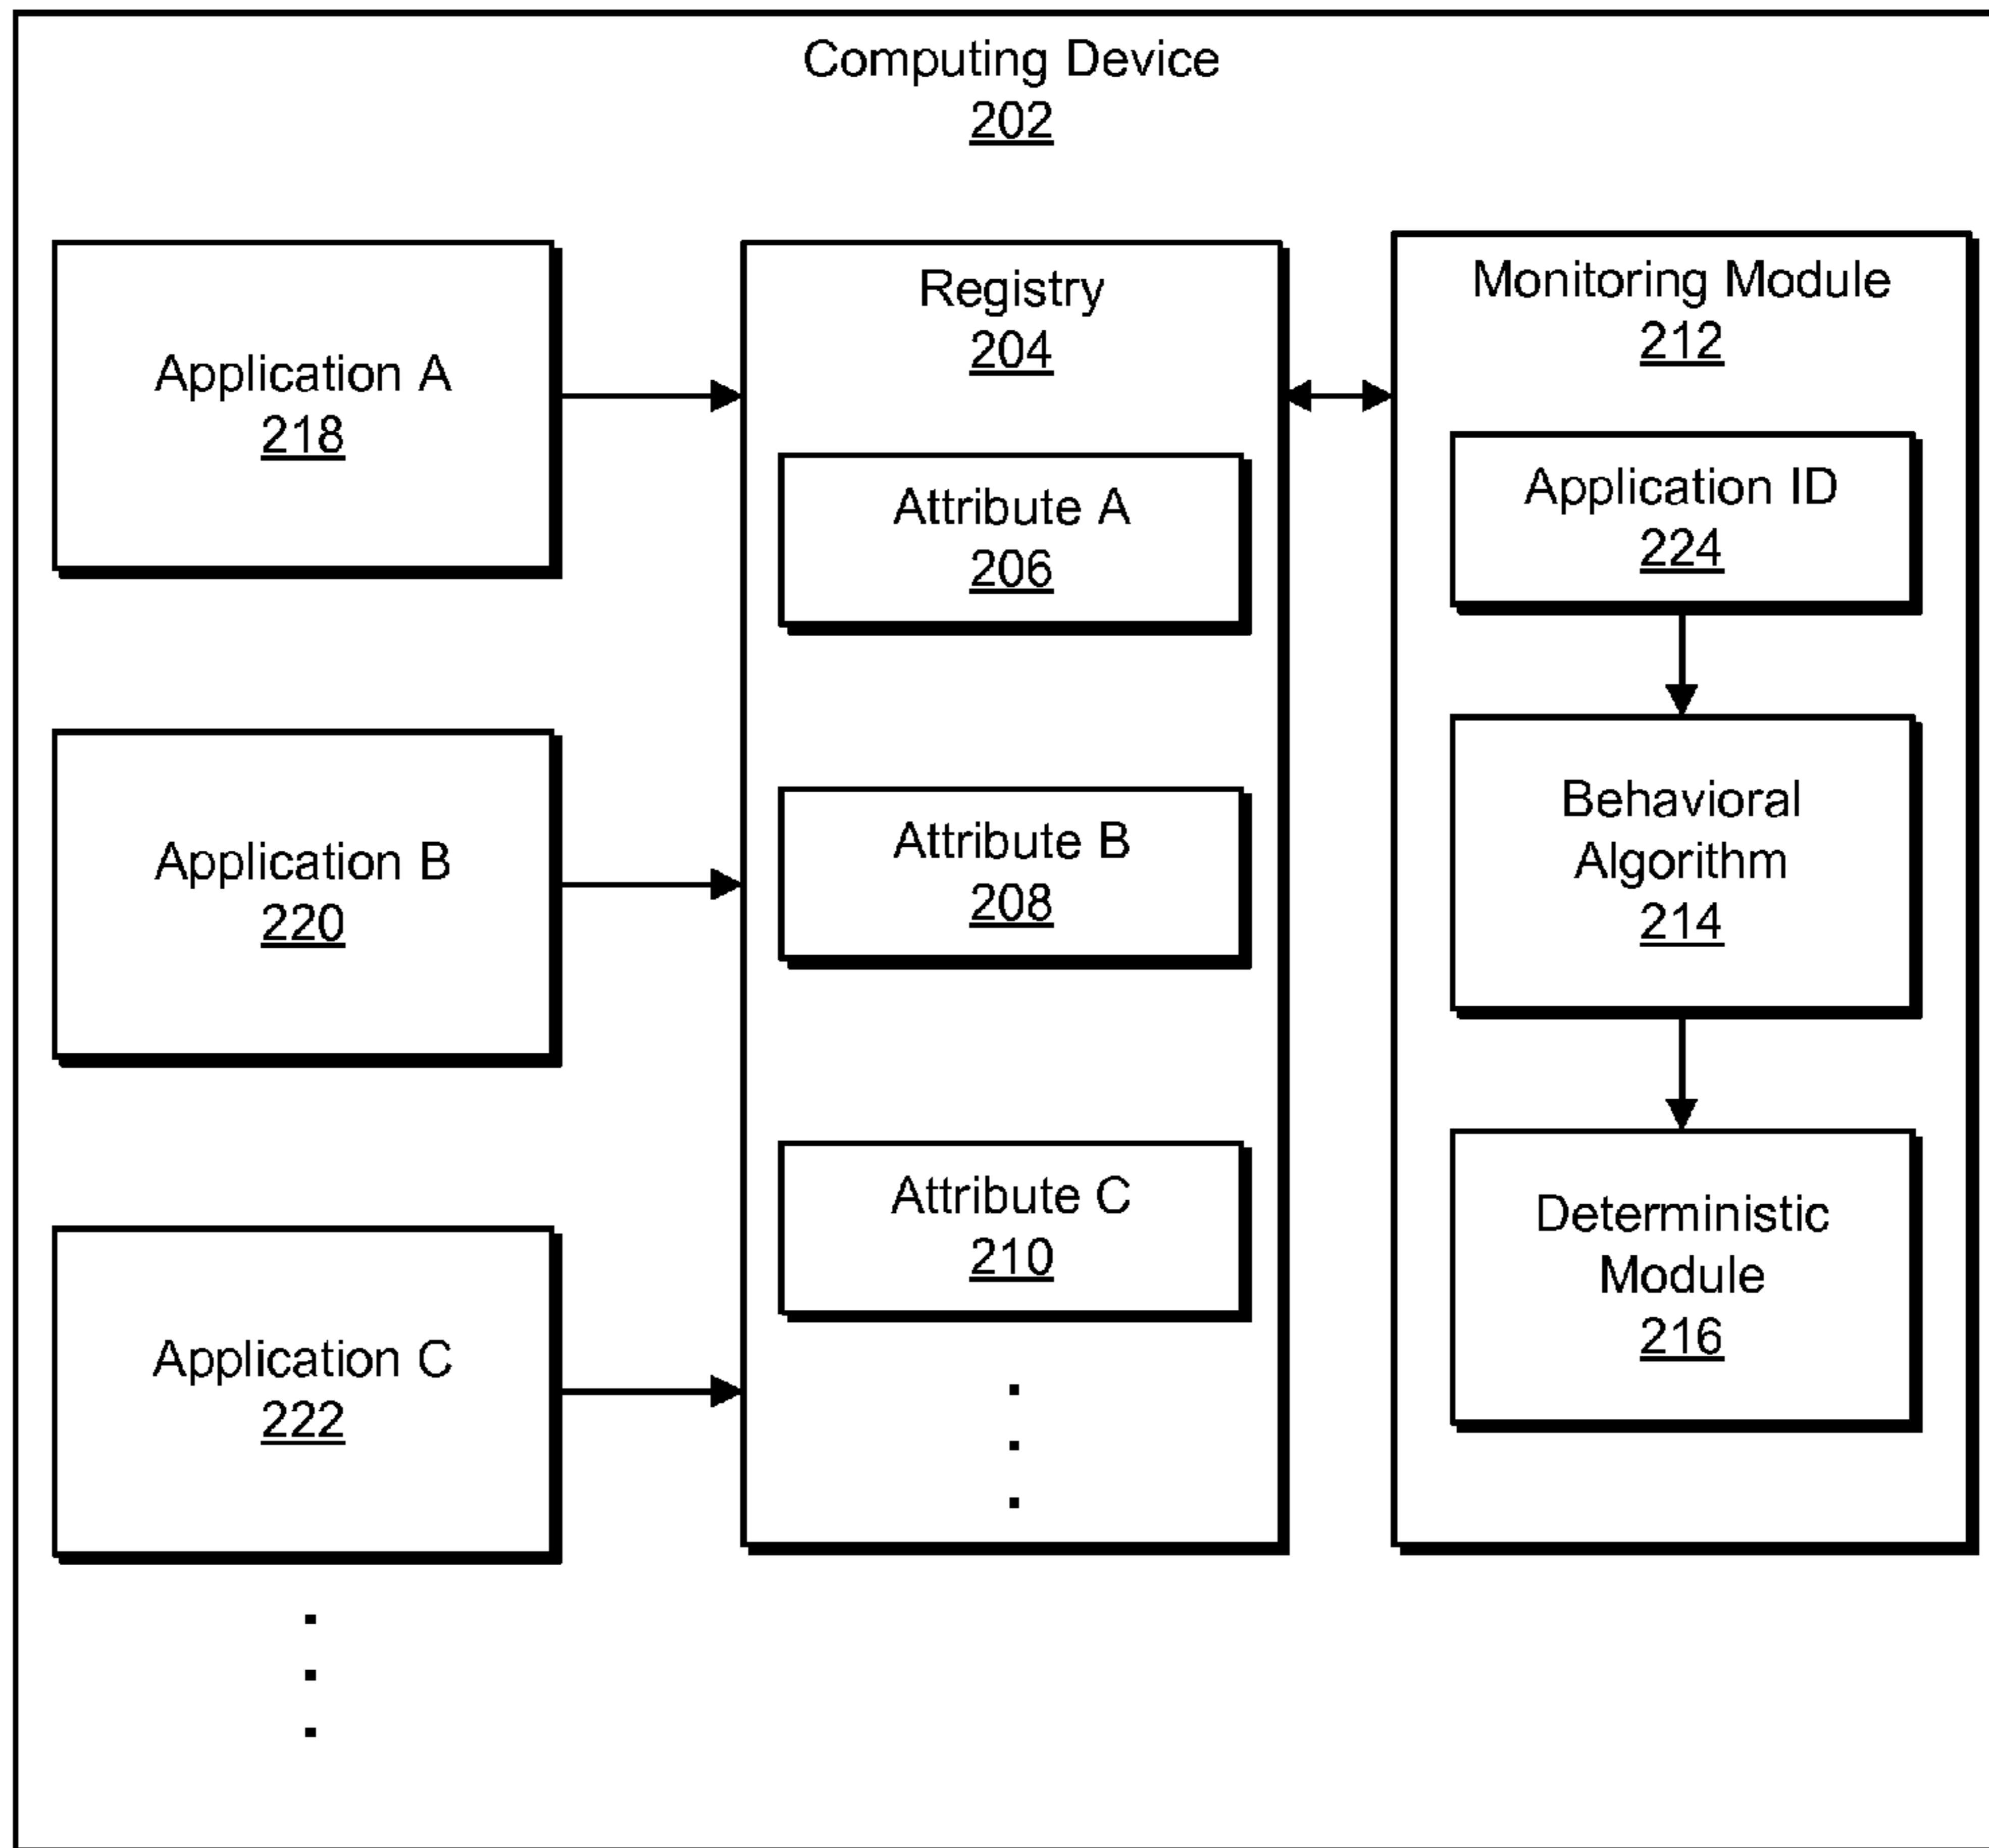 Computing Device
202
Application A
218
Application B
220
Application C
222
Registry
204
Attribute A
206
Attribute B
208
Attribute C
210
Monitoring Module
212
Application ID
224
Behavioral
Algorithm
214
Deterministic
Module
216